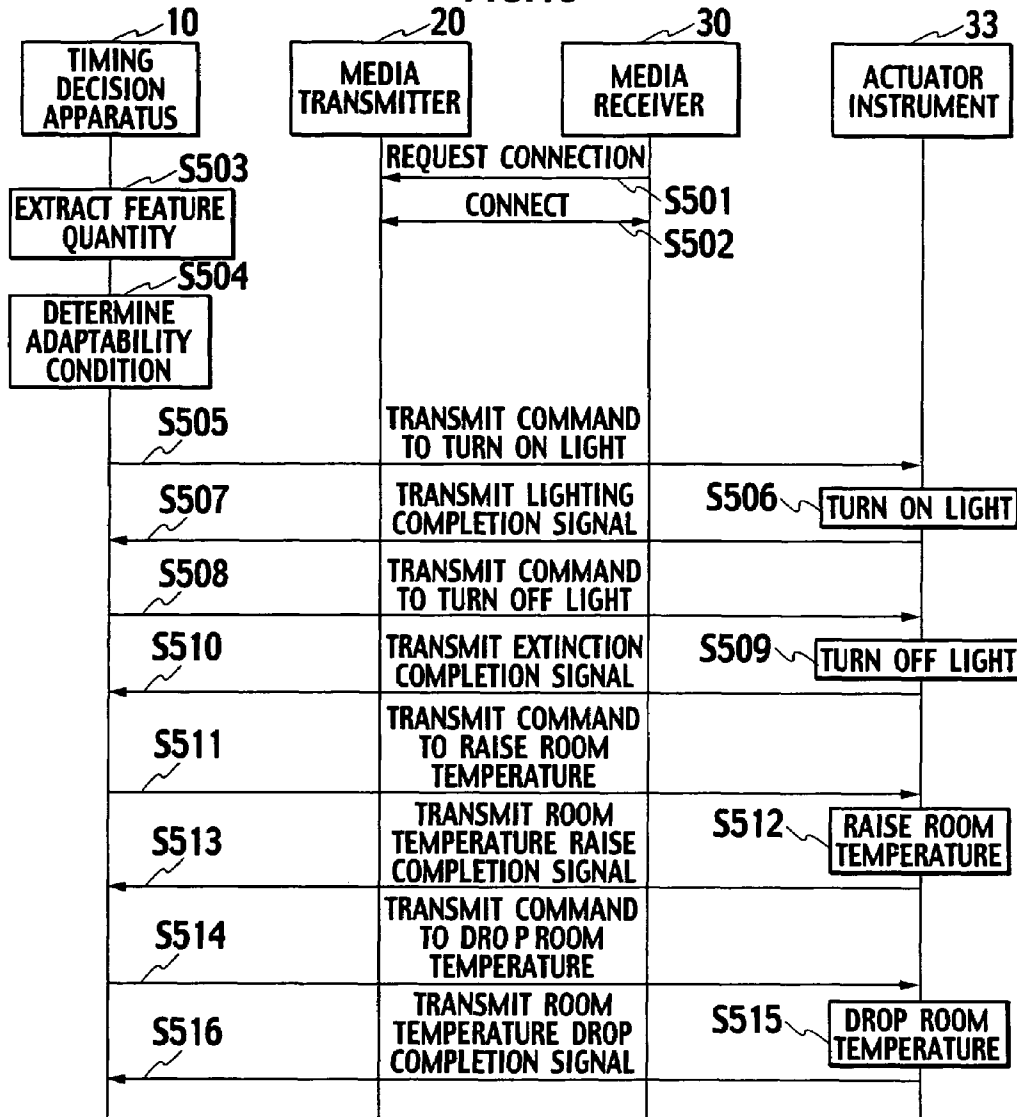 10
20
30
33
TIMING
DECISION
APPARATUS
MEDIA
TRANSMITTER
MEDIA
RECEIVER
ACTUATOR
INSTRUMENT
REQUEST CONNECTION
S501
S503
EXTRACT FEATURE
QUANTITY
CONNECT
S502
S504
DETERMINE
ADAPTABILITY
CONDITION
S505
TRANSMIT COMMAND
TO TURN ON LIGHT
S506
TURN ON LIGHT
S507
TRANSMIT LIGHTING
COMPLETION SIGNAL
S508
TRANSMIT COMMAND
TO TURN OFF LIGHT
S509
TURN OFF LIGHT
S510
TRANSMIT EXTINCTION
COMPLETION SIGNAL
S511
TRANSMIT COMMAND
TO RAISE ROOM
TEMPERATURE
S512
RAISE ROOM
TEMPERATURE
S513
TRANSMIT ROOM
TEMPERATURE RAISE
COMPLETION SIGNAL
S514
TRANSMIT COMMAND
TO DROP ROOM
TEMPERATURE
S515
DROP ROOM
TEMPERATURE
S516
TRANSMIT ROOM
TEMPERATURE DROP
COMPLETION SIGNAL